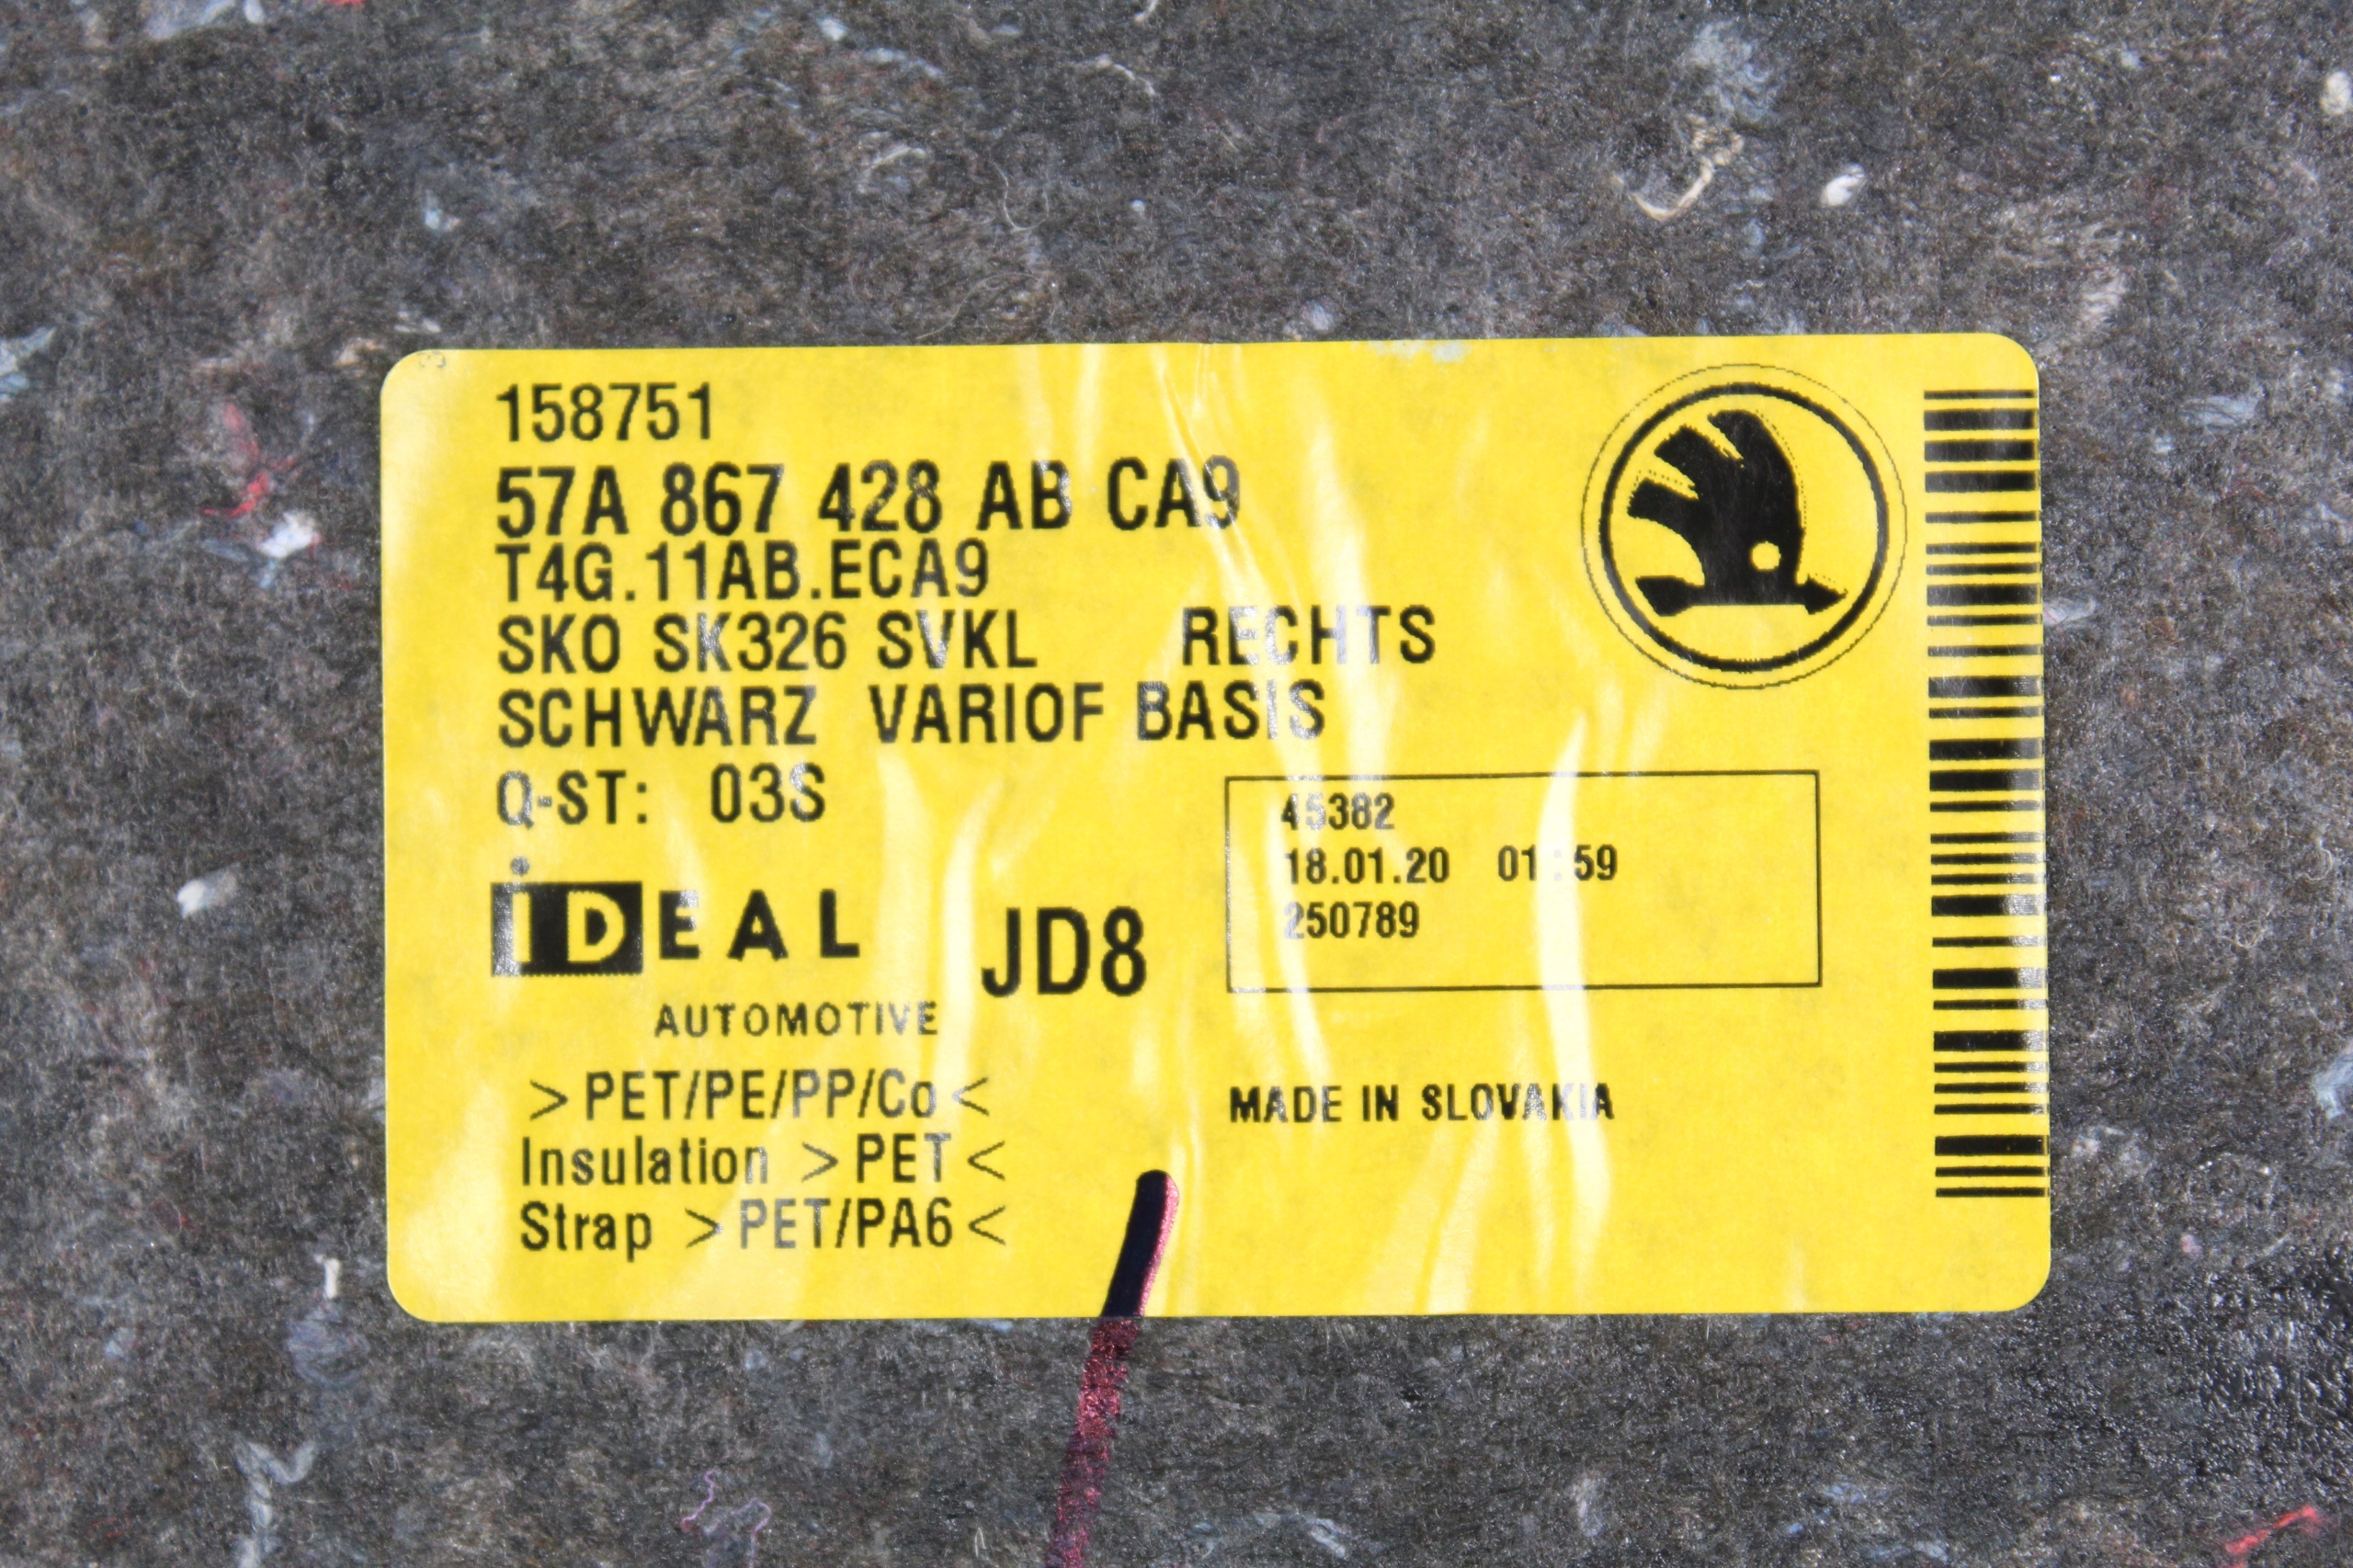 158751
57A 867 428 AB CA9
T4G.11AB.ECA9
SKO SK326 SVKL RECHTS
SCHWARZ VARIOF BASIS
Q-ST: 03S
45382
18.01.20 01:59
250789
iDEAL
AUTOMOTIVE
JD8
>PET/PE/PP/Co<
MADE IN SLOVAKIA
Insulation >PET<
Strap >PET/PA6<